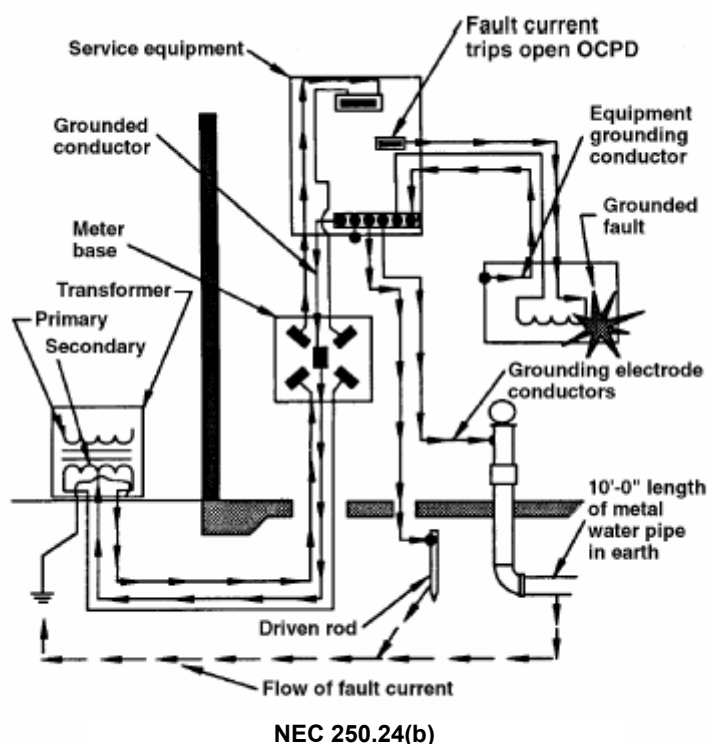 Service equipment
Fault current
trips open OCPD
Grounded
conductor
Equipment
grounding
conductor
Grounded
fault
Meter
base
Transformer
Primary
Secondary
Grounding electrode
conductors
10'-0" length
of metal
water pipe
in earth
Driven rod
Flow of fault current
NEC 250.24(b)